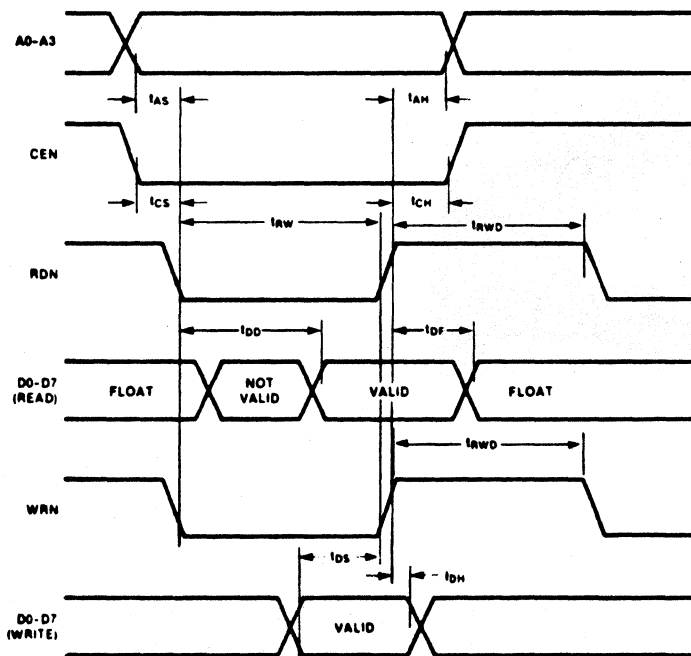 A0-A3
tAS
tAH
CEN
tCS
tCH
tRW
tRWD
RDN
tDD
tDF
D0-D7
(READ)
FLOAT
NOT
VALID
VALID
FLOAT
tRWD
WRN
tDS
tDH
D0-D7
(WRITE)
VALID